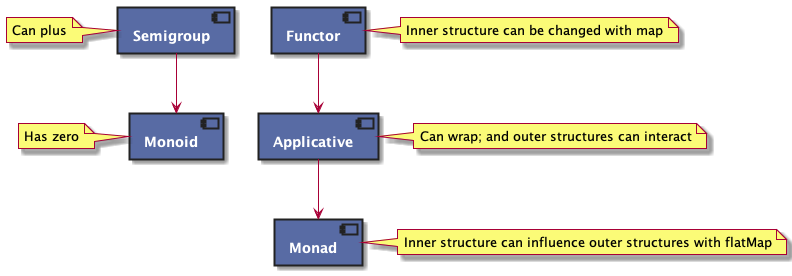 Can plus
Semigroup
Functor
Inner structure can be changed with map
Has zero
Monoid
Applicative
Can wrap; and outer structures can interact
Monad
Inner structure can influence outer structures with flatMap